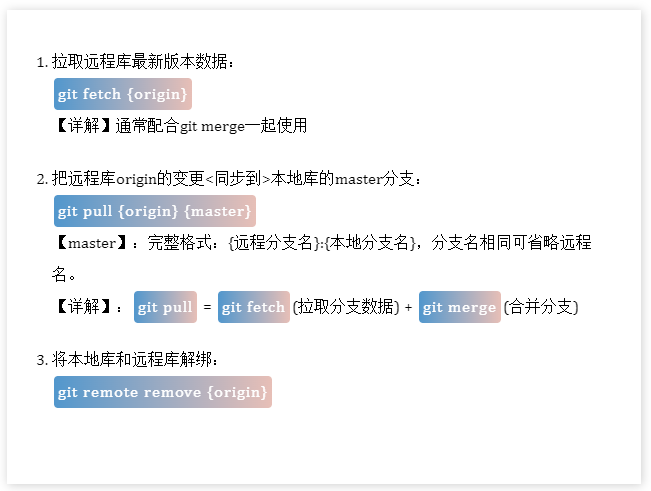 1. 拉取远程库最新版本数据：
git fetch {origin}
【详解】通常配合git merge一起使用
2. 把远程库origin的变更<同步到>本地库的master分支：
git pull {origin} {master}
【master】：完整格式：{远程分支名}:{本地分支名}，分支名相同可省略远程
名。
【详解】： git pull = git fetch (拉取分支数据) + git merge (合并分支)
3. 将本地库和远程库解绑：
git remote remove {origin}